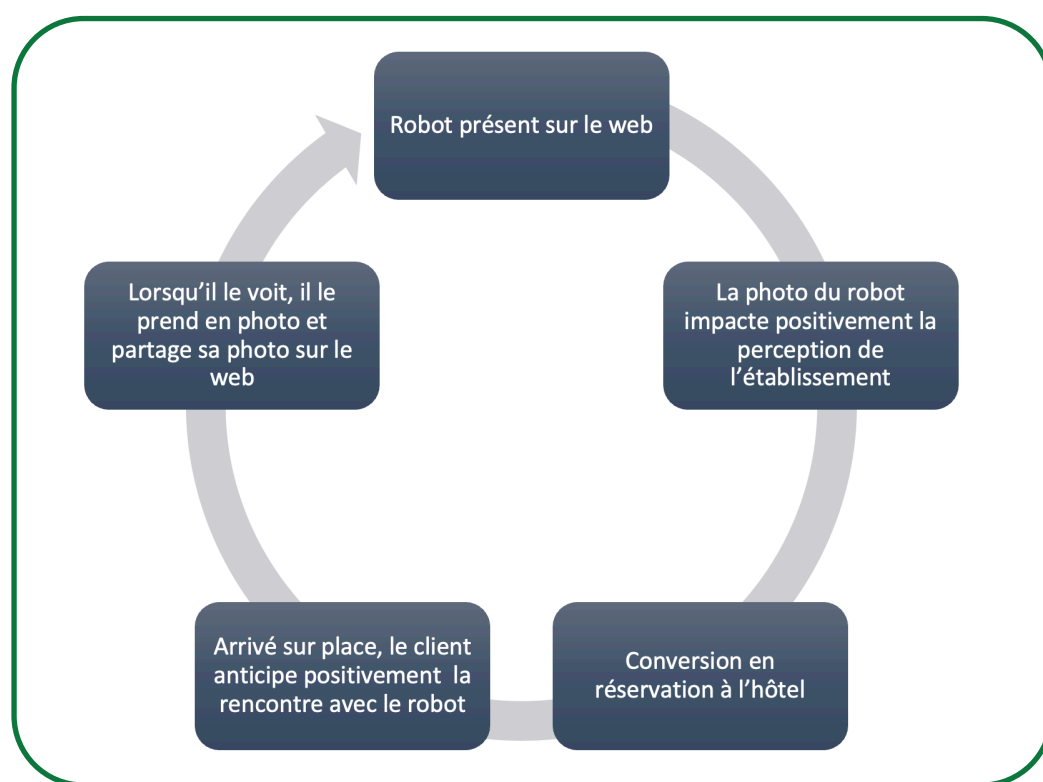 Robot présent sur le web
La photo du robot
impacte positivement la
perception de
l’établissement
Conversion en
réservation à l’hôtel
Arrivé sur place, le client
anticipe positivement  la
rencontre avec le robot
Lorsqu’il le voit, il le
prend en photo et
partage sa photo sur le
web